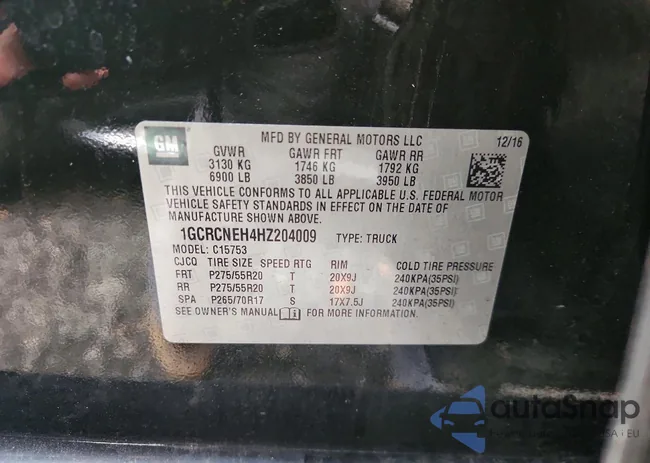 GM
MFD BY GENERAL MOTORS LLC 12/16
GVWR GAWR FRT GAWR RR
3130 KG 1746 KG 1792 KG
6900 LB 3850 LB 3950 LB
THIS VEHICLE CONFORMS TO ALL APPLICABLE U.S. FEDERAL MOTOR
VEHICLE SAFETY STANDARDS IN EFFECT ON THE DATE OF
MANUFACTURE SHOWN ABOVE.
1GCRCNEH4HZ204009 TYPE: TRUCK
MODEL: C15753
CJCQ TIRE SIZE SPEED RTG RIM COLD TIRE PRESSURE
FRT P275/55R20 T 20X9J 240KPA(35PSI)
RR P275/55R20 T 20X9J 240KPA(35PSI)
SPA P265/70R17 S 17X7.5J 240KPA(35PSI)
SEE OWNER'S MANUAL FOR MORE INFORMATION.
autoSnap